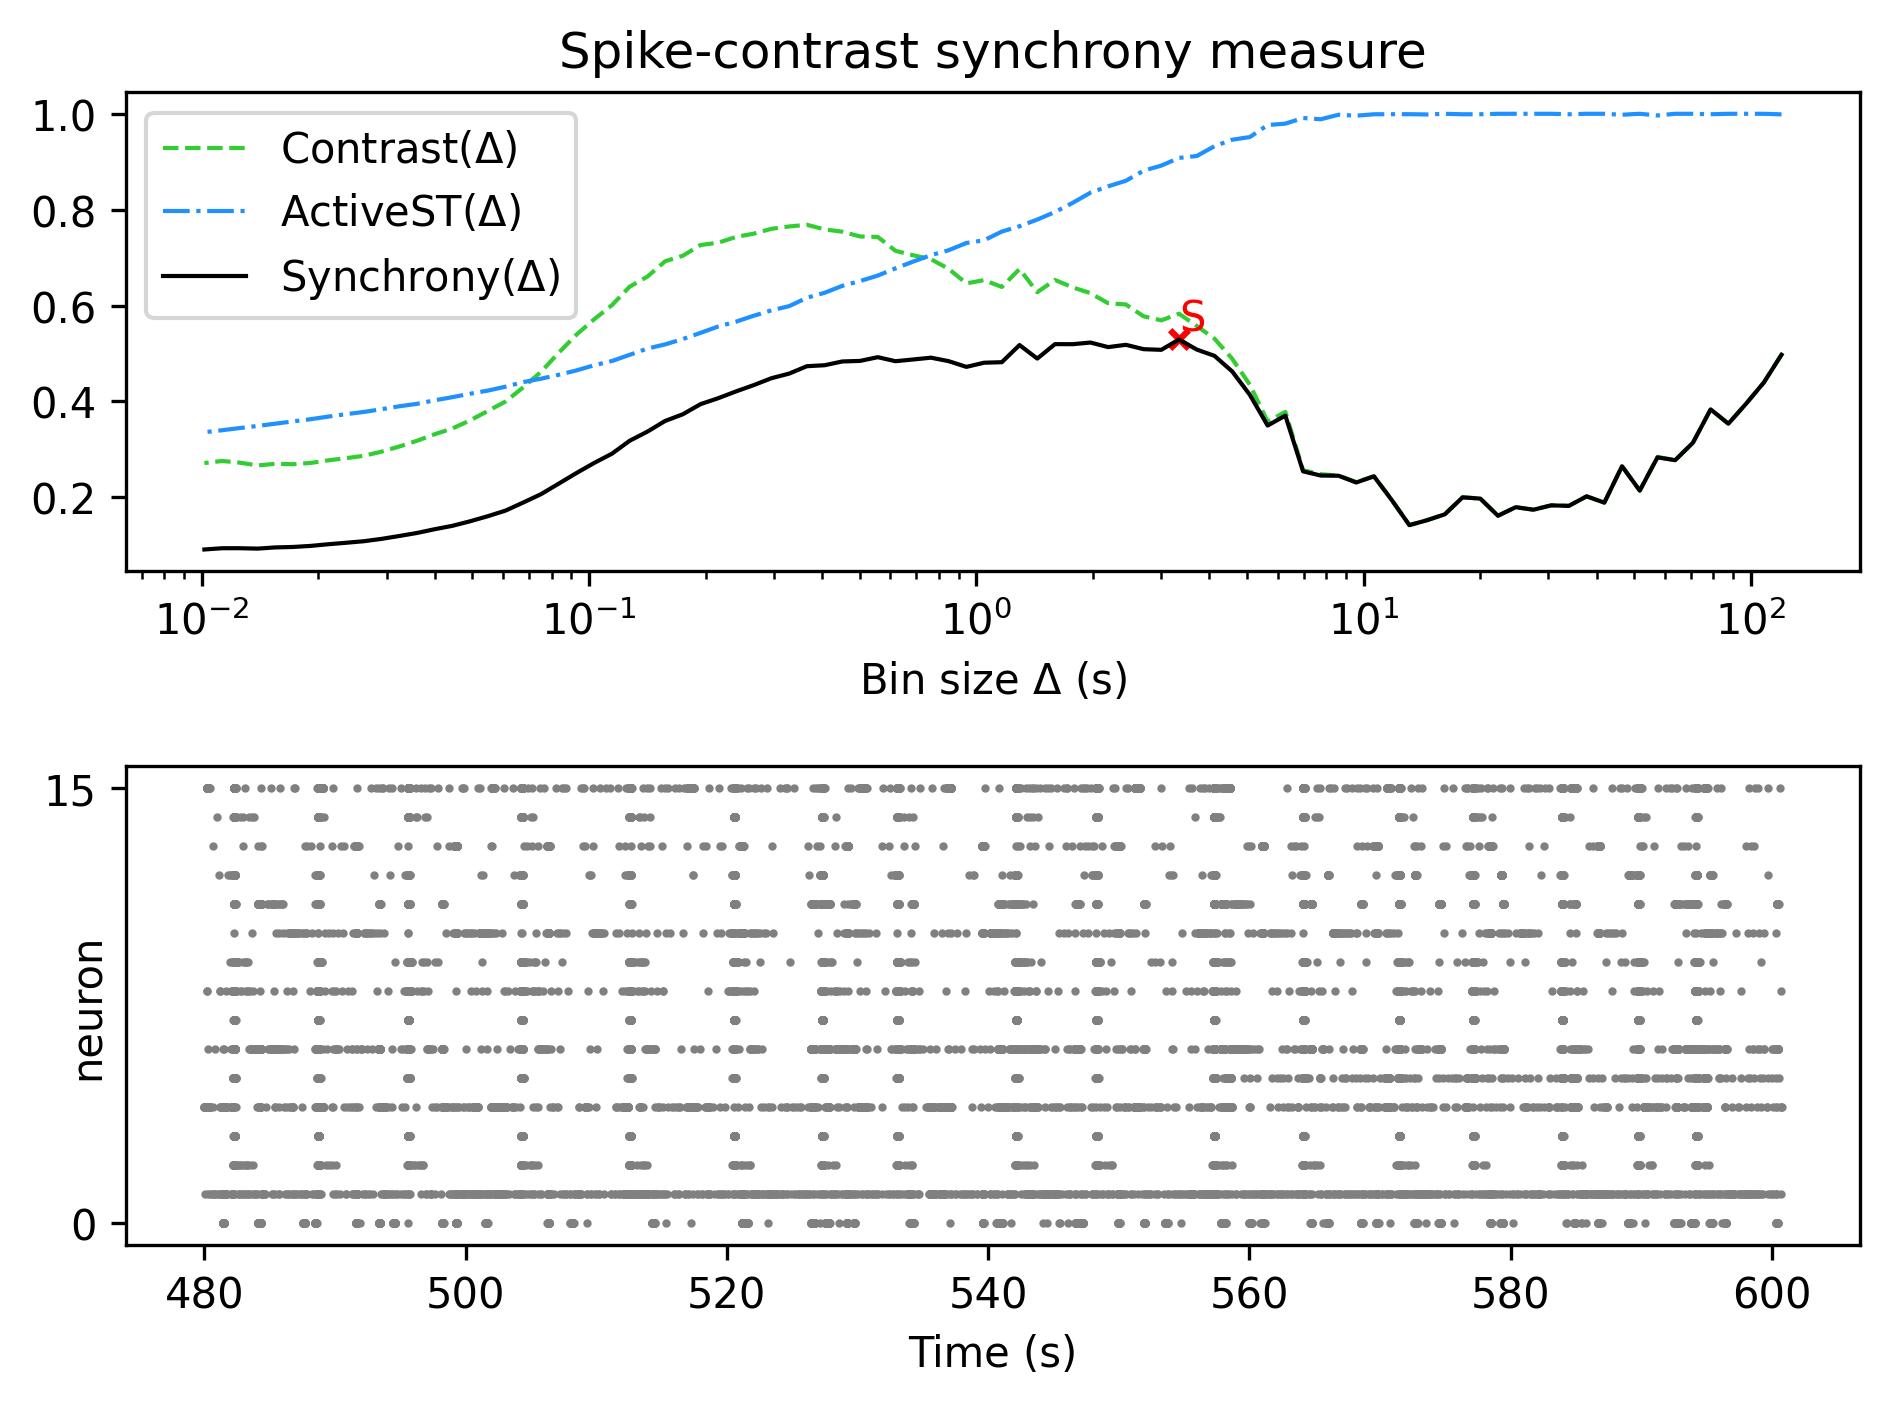 Spike-contrast synchrony measure
1.0
0.8
0.6
0.4
0.2
Contrast(Δ)
ActiveST(Δ)
Synchrony(Δ)
S
10⁻² 10⁻¹ 10⁰ 10¹ 10²
Bin size Δ (s)
15
0
neuron
480 500 520 540 560 580 600
Time (s)